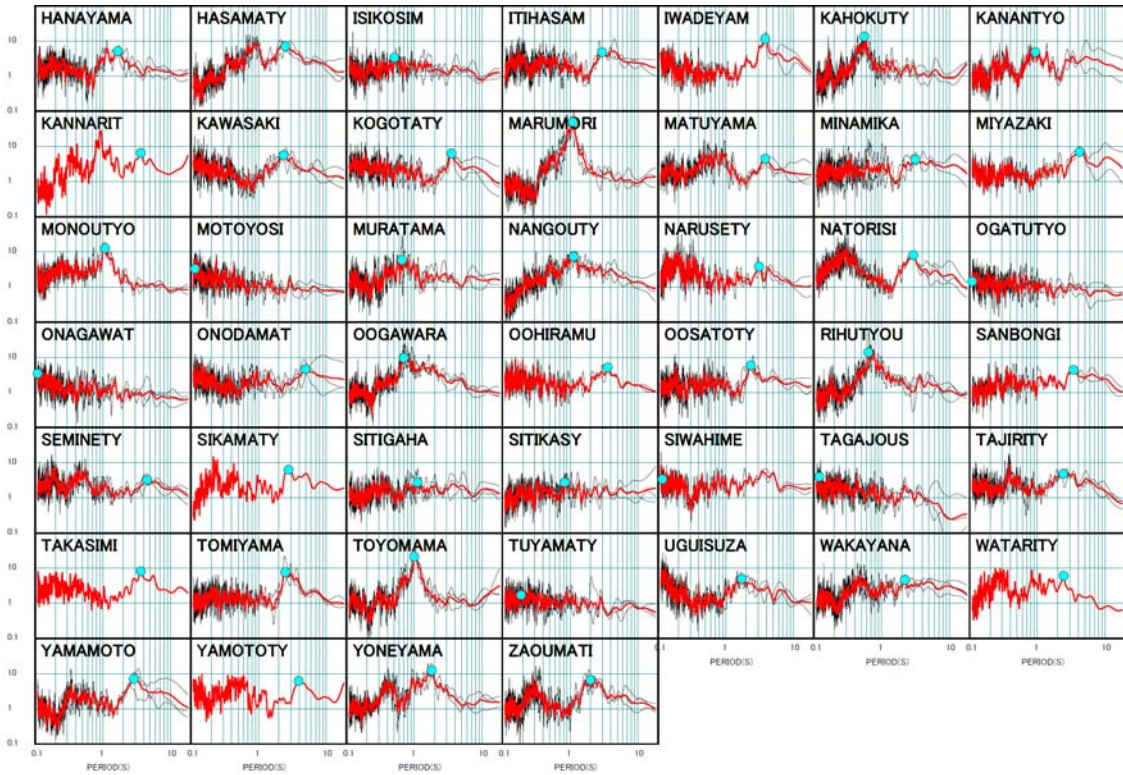 HANAYAMA HASAMATY ISIKOSIM ITIHASAM IWADEYAM KAHOKUTY KANANTYO
10
1
0.1
KANNARIT KAWASAKI KOGOTATY MARUMORI MATUYAMA MINAMIKA MIYAZAKI
10
1
0.1
MONOUTYO MOTOYOSI MURATAMA NANGOUTY NARUSETY NATORISI OGATUTYO
10
1
0.1
ONAGAWAT ONODAMAT OOGAWARA OOHIRAMU OOSATOTY RIHUTYOU SANBONGI
10
1
0.1
SEMINETY SIKAMATY SITIGAHA SITIKASY SIWAHIME TAGAJOUS TAJIRITY
10
1
0.1
TAKASIMI TOMIYAMA TOYOMAMA TUYAMATY UGUISUZA WAKAYANA WATARITY
10
1
0.1
0.1 1 10 0.1 1 10 0.1 1 10
PERIOD(S) PERIOD(S) PERIOD(S)
YAMAMOTO YAMOTOTY YONEYAMA ZAOUMATI
10
1
0.1
0.1 1 10 0.1 1 10 0.1 1 10 0.1 1 10
PERIOD(S) PERIOD(S) PERIOD(S) PERIOD(S)